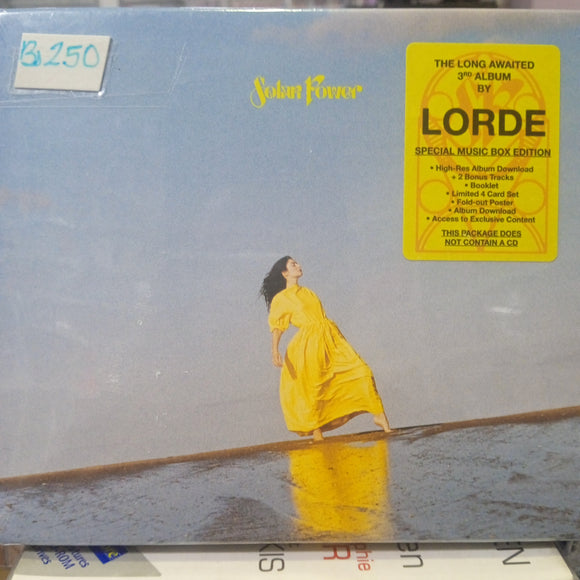 Bs 250
Solar Power
THE LONG AWAITED
3RD ALBUM
BY
LORDE
SPECIAL MUSIC BOX EDITION
• High-Res Album Download
+ 2 Bonus Tracks
• Booklet
• Limited 4 Card Set
• Fold-out Poster
• Album Download
• Access to Exclusive Content
THIS PACKAGE DOES
NOT CONTAIN A CD